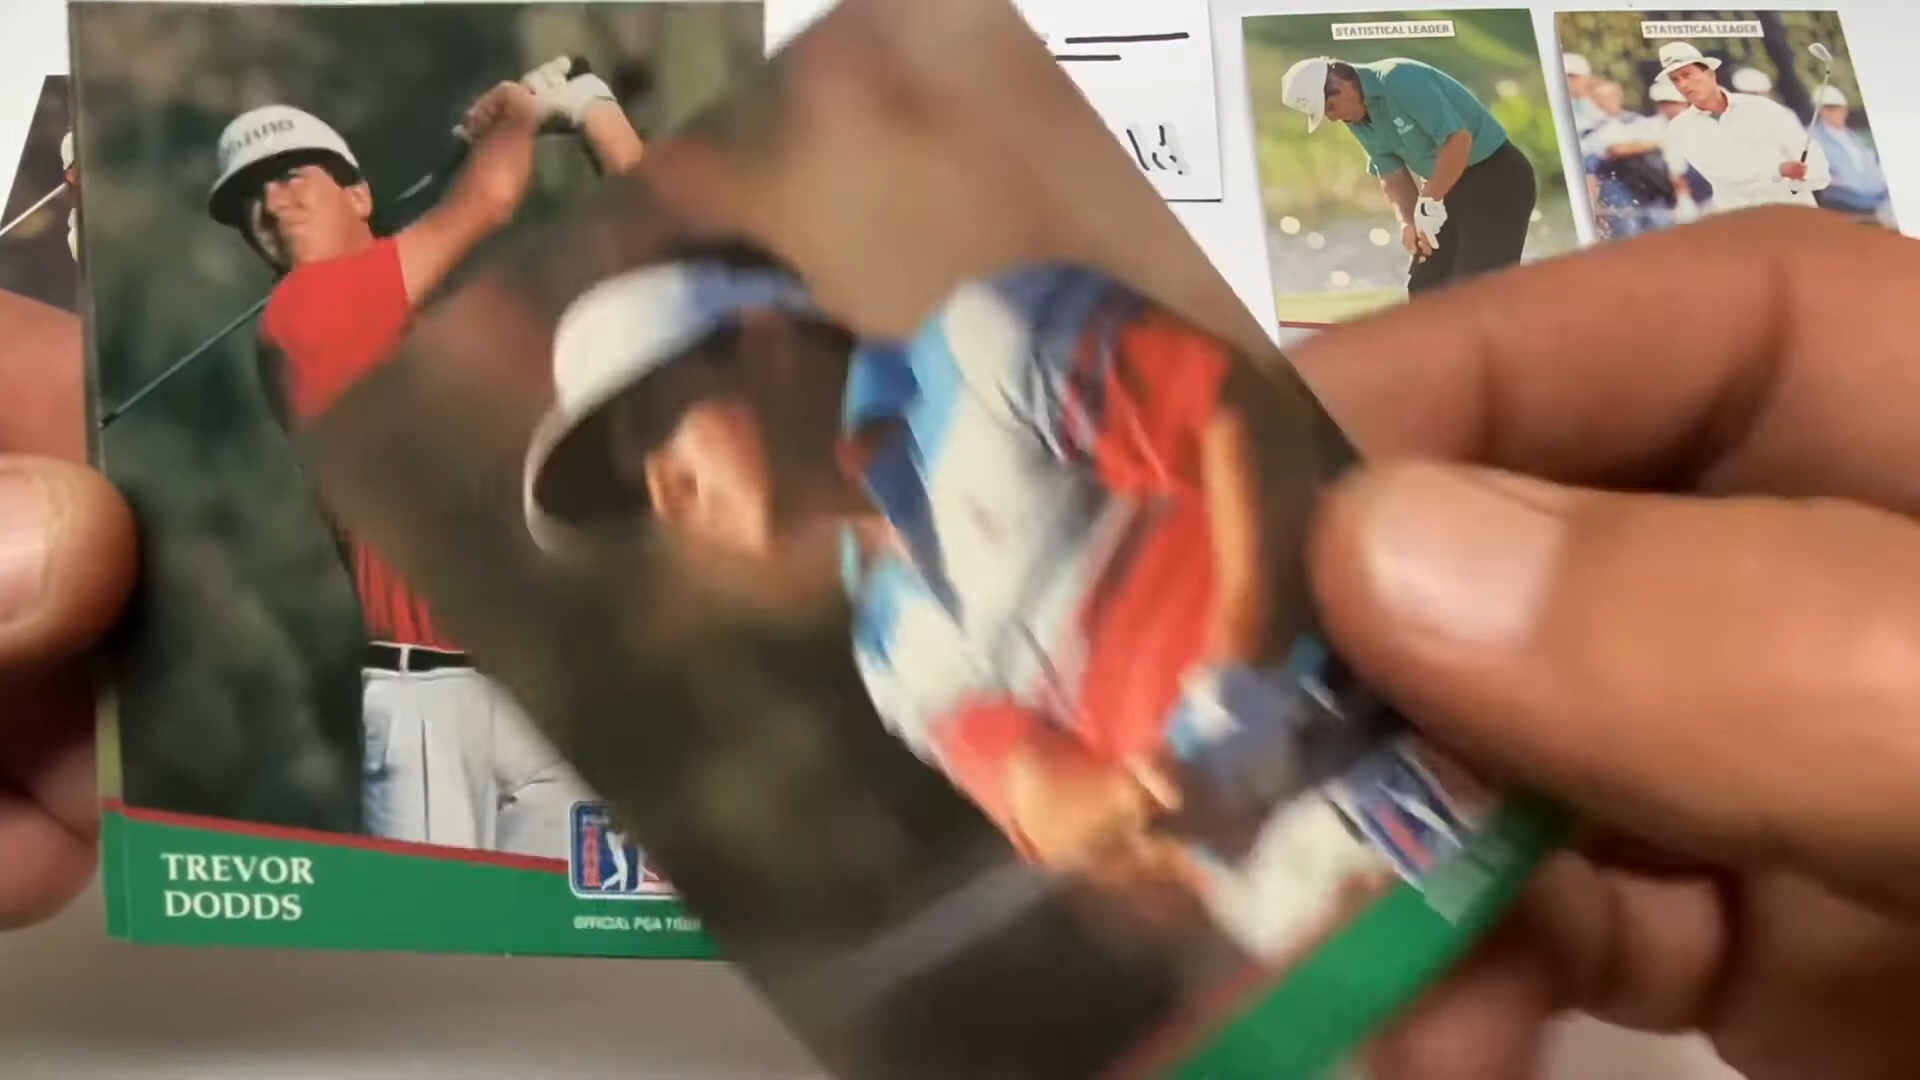 STATISTICAL LEADER
STATISTICAL LEADER
TREVOR
DODDS
OFFICIAL PGA TOUR